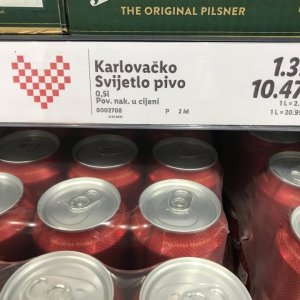 THE ORIGINAL PILSNER
Karlovačko
Svijetlo pivo
0,5l
Pov. nak. u cijeni
0002708 P 2 M
1.3
10.47
1 L = 2.
1 L = 20.9